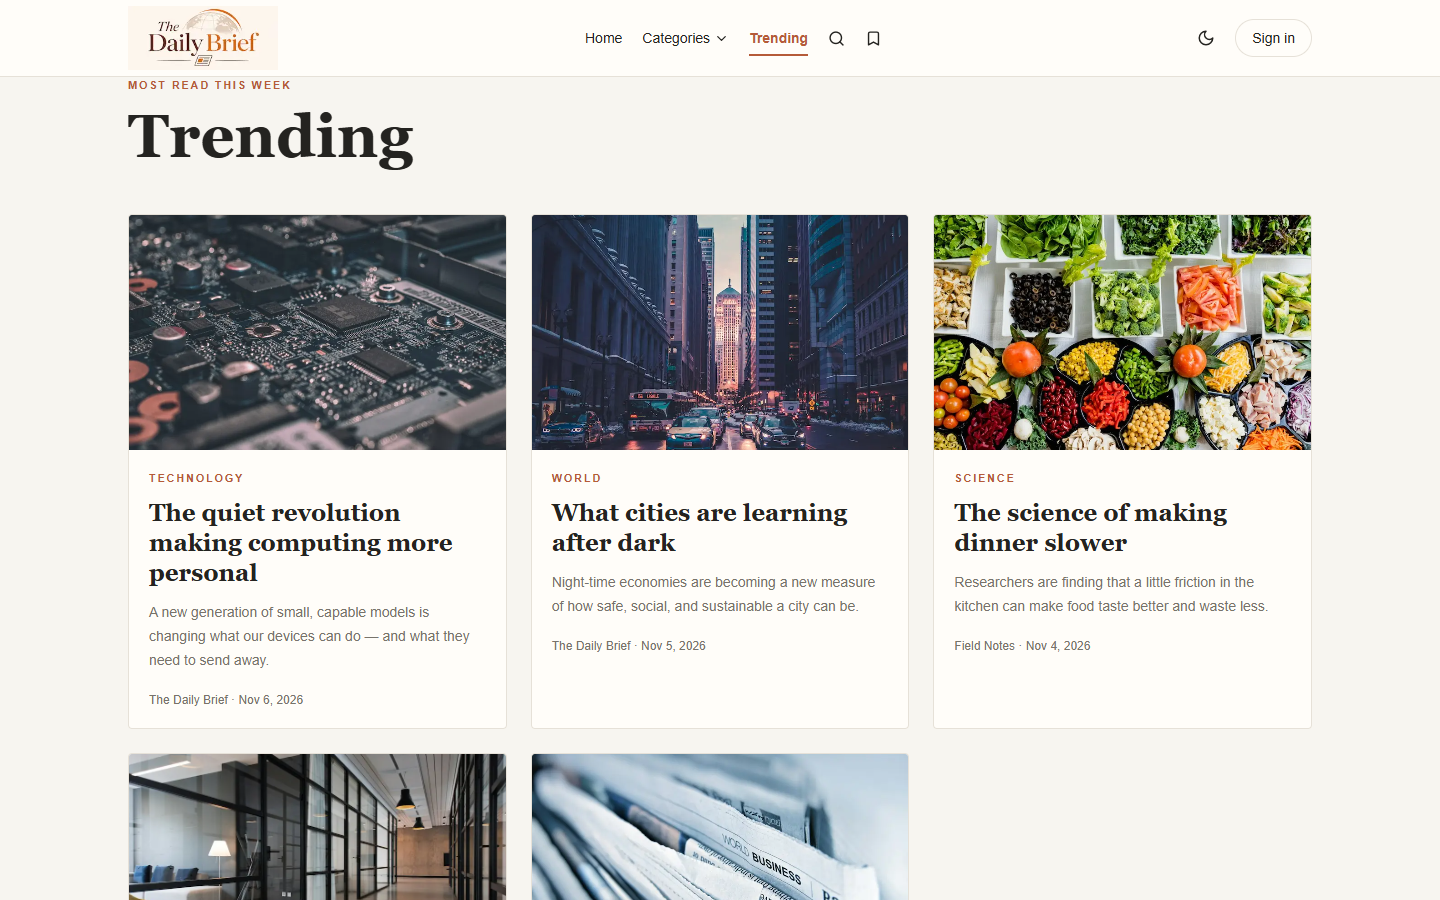 The
Daily Brief
Home
Categories
Trending
Sign in
MOST READ THIS WEEK
Trending
TECHNOLOGY
The quiet revolution
making computing more
personal
A new generation of small, capable models is
changing what our devices can do — and what they
need to send away.
The Daily Brief · Nov 6, 2026
WORLD
What cities are learning
after dark
Night-time economies are becoming a new measure
of how safe, social, and sustainable a city can be.
The Daily Brief · Nov 5, 2026
SCIENCE
The science of making
dinner slower
Researchers are finding that a little friction in the
kitchen can make food taste better and waste less.
Field Notes · Nov 4, 2026
WORLD BUSINESS